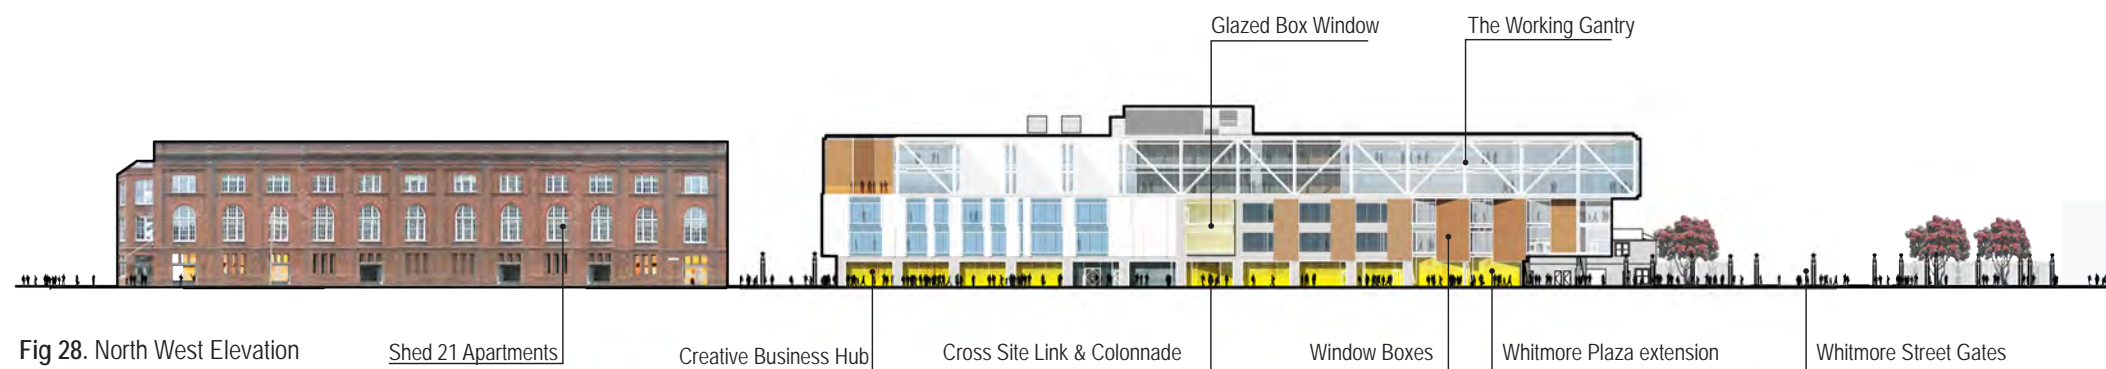 Glazed Box Window
The Working Gantry
Fig 28. North West Elevation
Shed 21 Apartments
Creative Business Hub
Cross Site Link & Colonnade
Window Boxes
Whitmore Plaza extension
Whitmore Street Gates